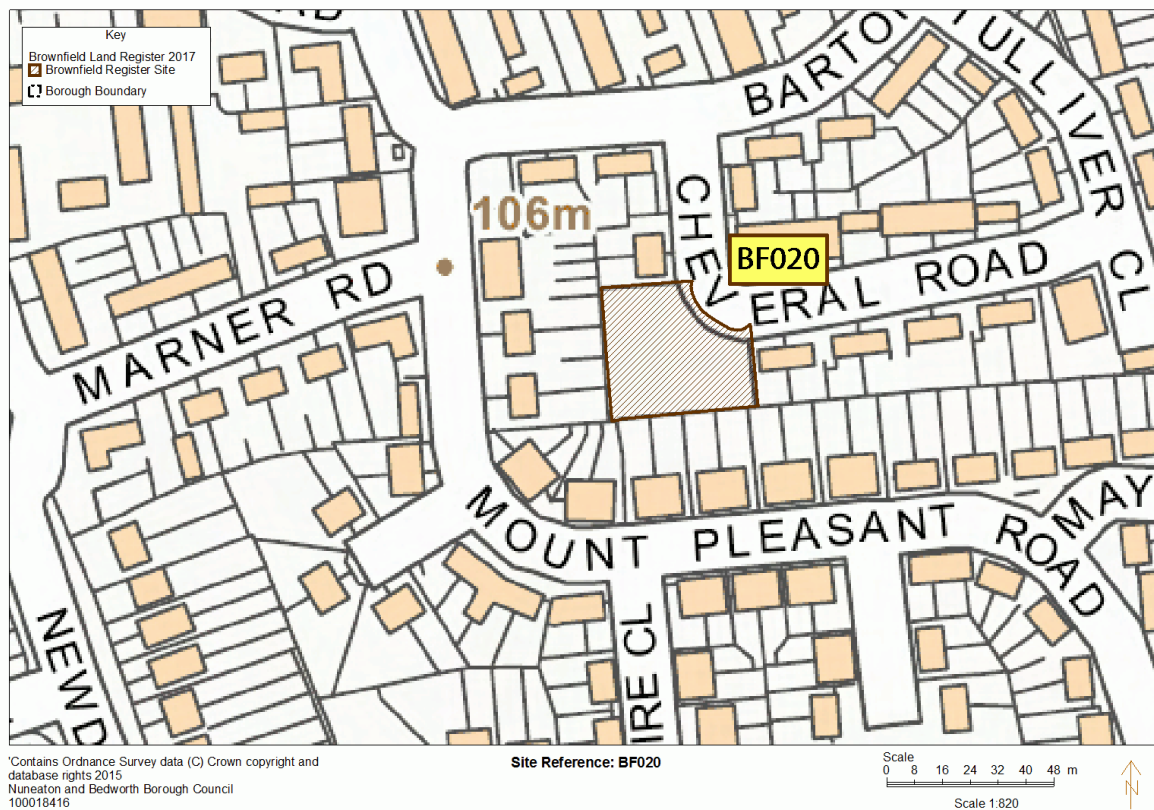 Key
Brownfield Land Register 2017
Brownfield Register Site
Borough Boundary
BARTO
TULLIVER
CL
106m
CHEV
ERAL ROAD
BF020
MARNER RD
MOUNT PLEASANT ROAD
MAY
NEWD
IRE CL
'Contains Ordnance Survey data (C) Crown copyright and
database rights 2015
Nuneaton and Bedworth Borough Council
100018416
Site Reference: BF020
Scale
0 8 16 24 32 40 48 m
Scale 1:820
N